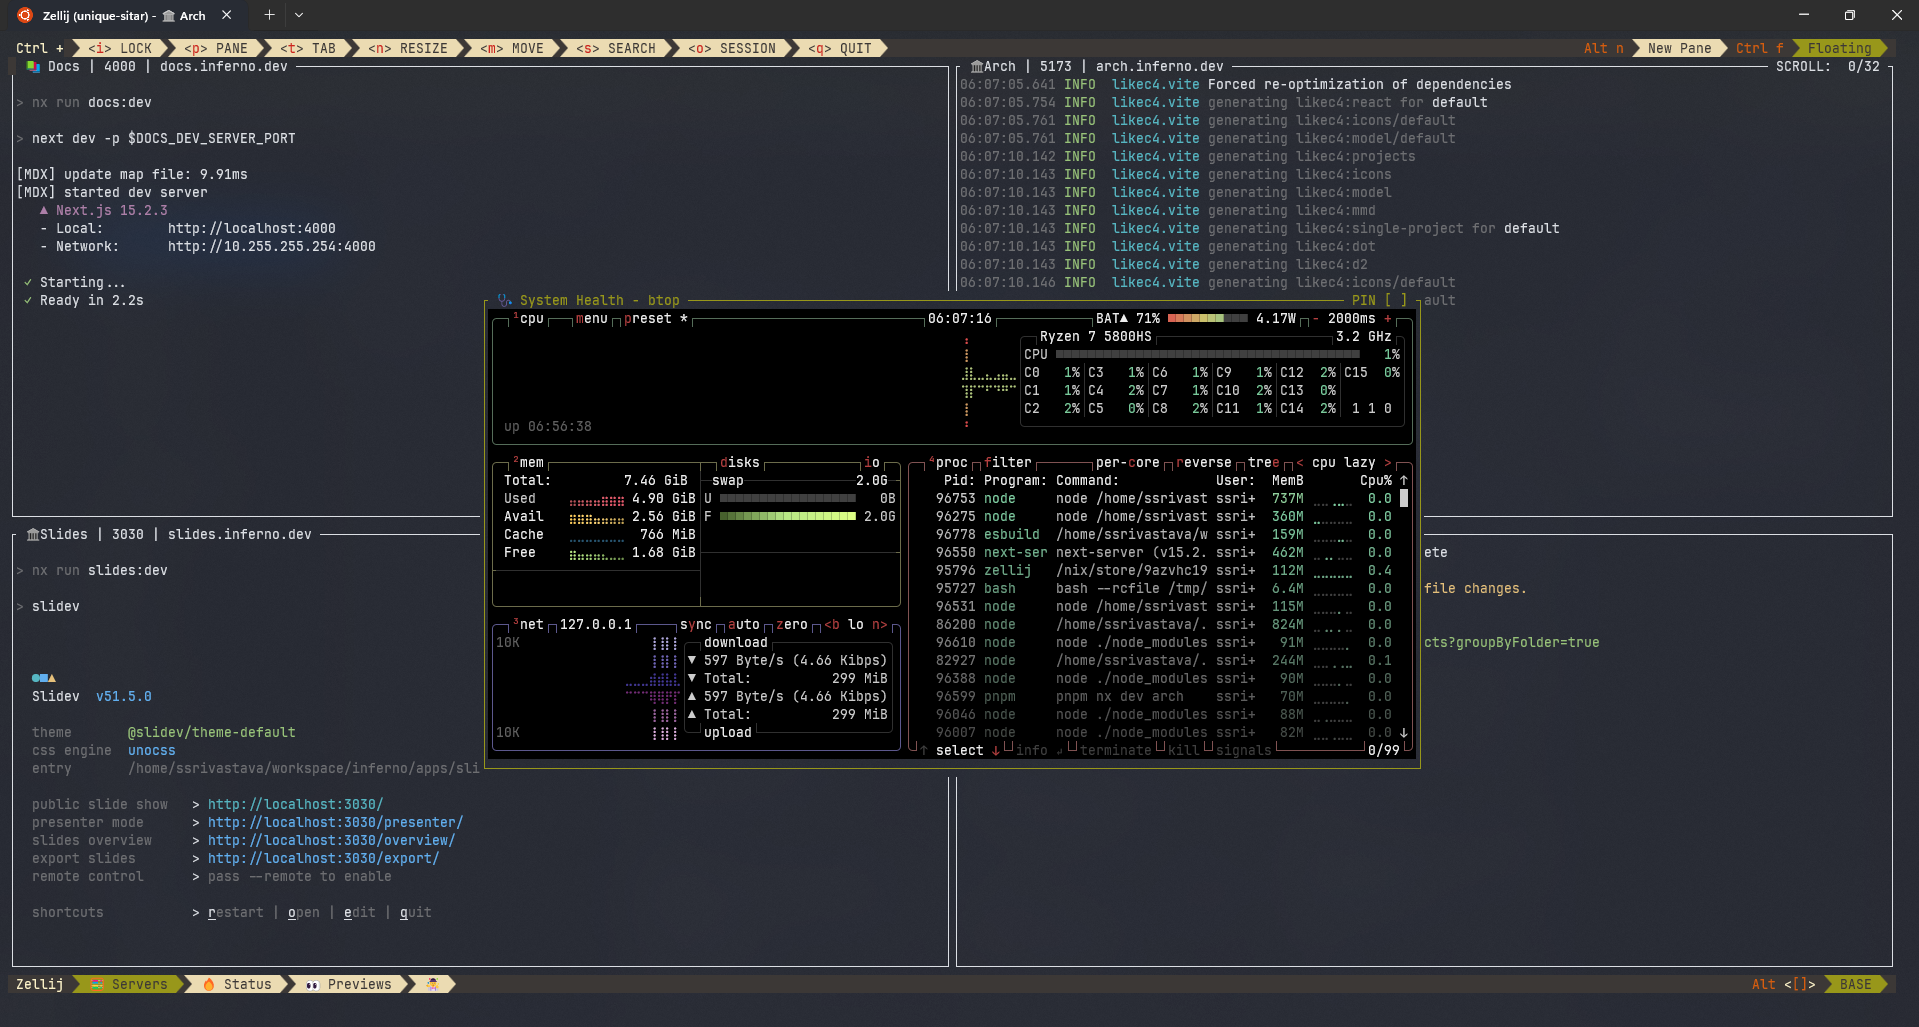 Zellij (unique-sitar) - 🏛 Arch
Ctrl + <i> LOCK <p> PANE <t> TAB <n> RESIZE <m> MOVE <s> SEARCH <o> SESSION <q> QUIT Alt n New Pane Ctrl f Floating
Docs | 4000 | docs.inferno.dev
> nx run docs:dev
> next dev -p $DOCS_DEV_SERVER_PORT
[MDX] update map file: 9.91ms
[MDX] started dev server
▲ Next.js 15.2.3
- Local: http://localhost:4000
- Network: http://10.255.255.254:4000
✓ Starting...
✓ Ready in 2.2s
🏛Arch | 5173 | arch.inferno.dev SCROLL: 0/32
06:07:05.641 INFO likec4.vite Forced re-optimization of dependencies
06:07:05.754 INFO likec4.vite generating likec4:react for default
06:07:05.761 INFO likec4.vite generating likec4:icons/default
06:07:05.761 INFO likec4.vite generating likec4:model/default
06:07:10.142 INFO likec4.vite generating likec4:projects
06:07:10.143 INFO likec4.vite generating likec4:icons
06:07:10.143 INFO likec4.vite generating likec4:model
06:07:10.143 INFO likec4.vite generating likec4:mmd
06:07:10.143 INFO likec4.vite generating likec4:single-project for default
06:07:10.143 INFO likec4.vite generating likec4:dot
06:07:10.143 INFO likec4.vite generating likec4:d2
06:07:10.146 INFO likec4.vite generating likec4:icons/default
ault
System Health - btop PIN [ ]
¹cpu menu preset * 06:07:16 BAT▲ 71% 4.17W - 2000ms +
Ryzen 7 5800HS 3.2 GHz
CPU 1%
C0 1% C3 1% C6 1% C9 1% C12 2% C15 0%
C1 1% C4 2% C7 1% C10 2% C13 0%
C2 2% C5 0% C8 2% C11 1% C14 2% 1 1 0
up 06:56:38
²mem disks io
Total: 7.46 GiB swap 2.0G
Used 4.90 GiB U 0B
Avail 2.56 GiB F 2.0G
Cache 766 MiB
Free 1.68 GiB
³net 127.0.0.1 sync auto zero <b lo n>
10K download
▼ 597 Byte/s (4.66 Kibps)
▼ Total: 299 MiB
▲ 597 Byte/s (4.66 Kibps)
▲ Total: 299 MiB
10K upload
⁴proc filter per-core reverse tree < cpu lazy >
Pid: Program: Command: User: MemB Cpu% ↑
96753 node node /home/ssrivast ssri+ 737M 0.0
96275 node node /home/ssrivast ssri+ 360M 0.0
96778 esbuild /home/ssrivastava/w ssri+ 159M 0.0
96550 next-ser next-server (v15.2. ssri+ 462M 0.0
95796 zellij /nix/store/9azvhc19 ssri+ 112M 0.4
95727 bash bash --rcfile /tmp/ ssri+ 6.4M 0.0
96531 node node /home/ssrivast ssri+ 115M 0.0
86200 node node /home/ssrivast ssri+ 824M 0.0
96610 node node ./node_modules ssri+ 91M 0.0
82927 node /home/ssrivastava/. ssri+ 244M 0.1
96388 node node ./node_modules ssri+ 90M 0.0
96599 pnpm pnpm nx dev arch ssri+ 70M 0.0
96046 node node ./node_modules ssri+ 88M 0.0
96007 node node ./node_modules ssri+ 82M 0.0 ↓
↑ select ↓ info ↲ terminate kill signals 0/99
🏛Slides | 3030 | slides.inferno.dev
> nx run slides:dev
> slidev
Slidev v51.5.0
theme @slidev/theme-default
css engine unocss
entry /home/ssrivastava/workspace/inferno/apps/sli
public slide show > http://localhost:3030/
presenter mode > http://localhost:3030/presenter/
slides overview > http://localhost:3030/overview/
export slides > http://localhost:3030/export/
remote control > pass --remote to enable
shortcuts > restart | open | edit | quit
ete
file changes.
cts?groupByFolder=true
Zellij Servers Status Previews Alt <[]> BASE